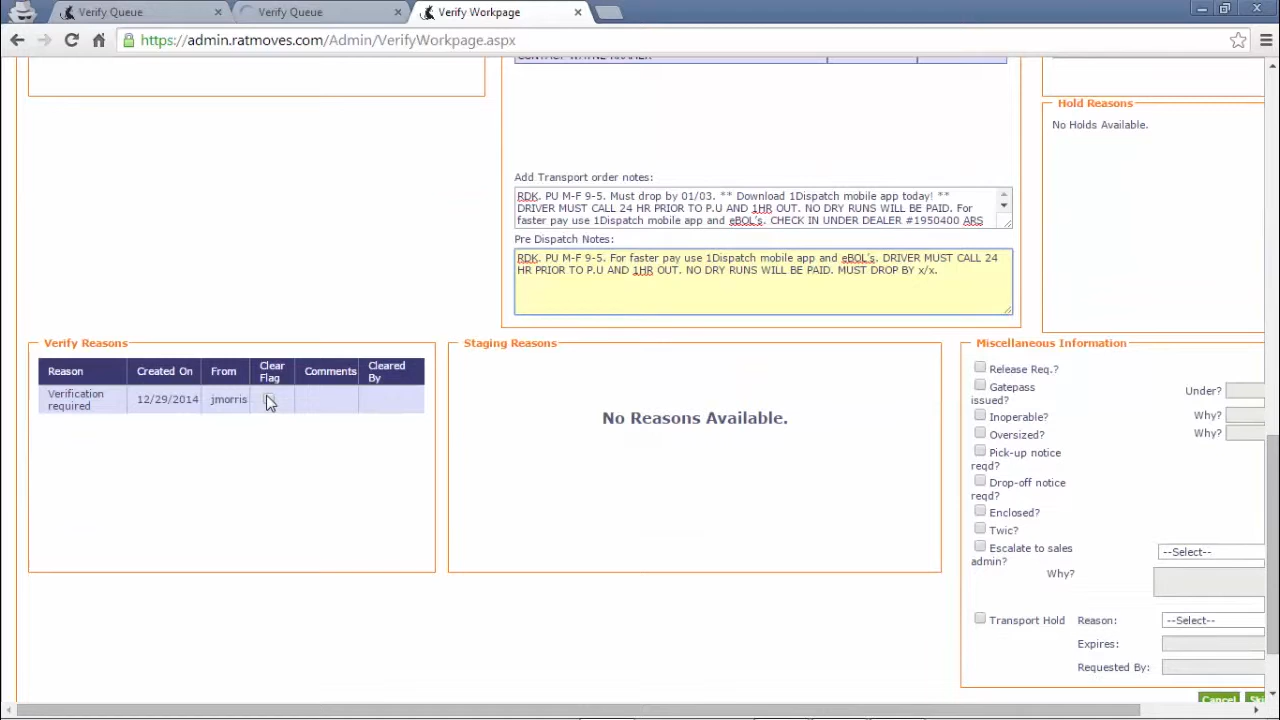 Verify Queue
Verify Queue
Verify Workpage
https://admin.ratmoves.com/Admin/VerifyWorkpage.aspx
Hold Reasons
No Holds Available.
Add Transport order notes:
RDK. PU M-F 9-5. Must drop by 01/03. ** Download 1Dispatch mobile app today! **
DRIVER MUST CALL 24 HR PRIOR TO P.U AND 1HR OUT. NO DRY RUNS WILL BE PAID. For
faster pay use 1Dispatch mobile app and eBOL's. CHECK IN UNDER DEALER #1950400 ARS
Pre Dispatch Notes:
RDK. PU M-F 9-5. For faster pay use 1Dispatch mobile app and eBOL's. DRIVER MUST CALL 24
HR PRIOR TO P.U AND 1HR OUT. NO DRY RUNS WILL BE PAID. MUST DROP BY x/x.
Verify Reasons
Reason Created On From Clear Flag Comments Cleared By
Verification required 12/29/2014 jmorris
Staging Reasons
No Reasons Available.
Miscellaneous Information
Release Req.?
Gatepass issued? Under?
Inoperable? Why?
Oversized? Why?
Pick-up notice reqd?
Drop-off notice reqd?
Enclosed?
Twic?
Escalate to sales admin? --Select--
Why?
Transport Hold Reason: --Select--
Expires:
Requested By:
Cancel